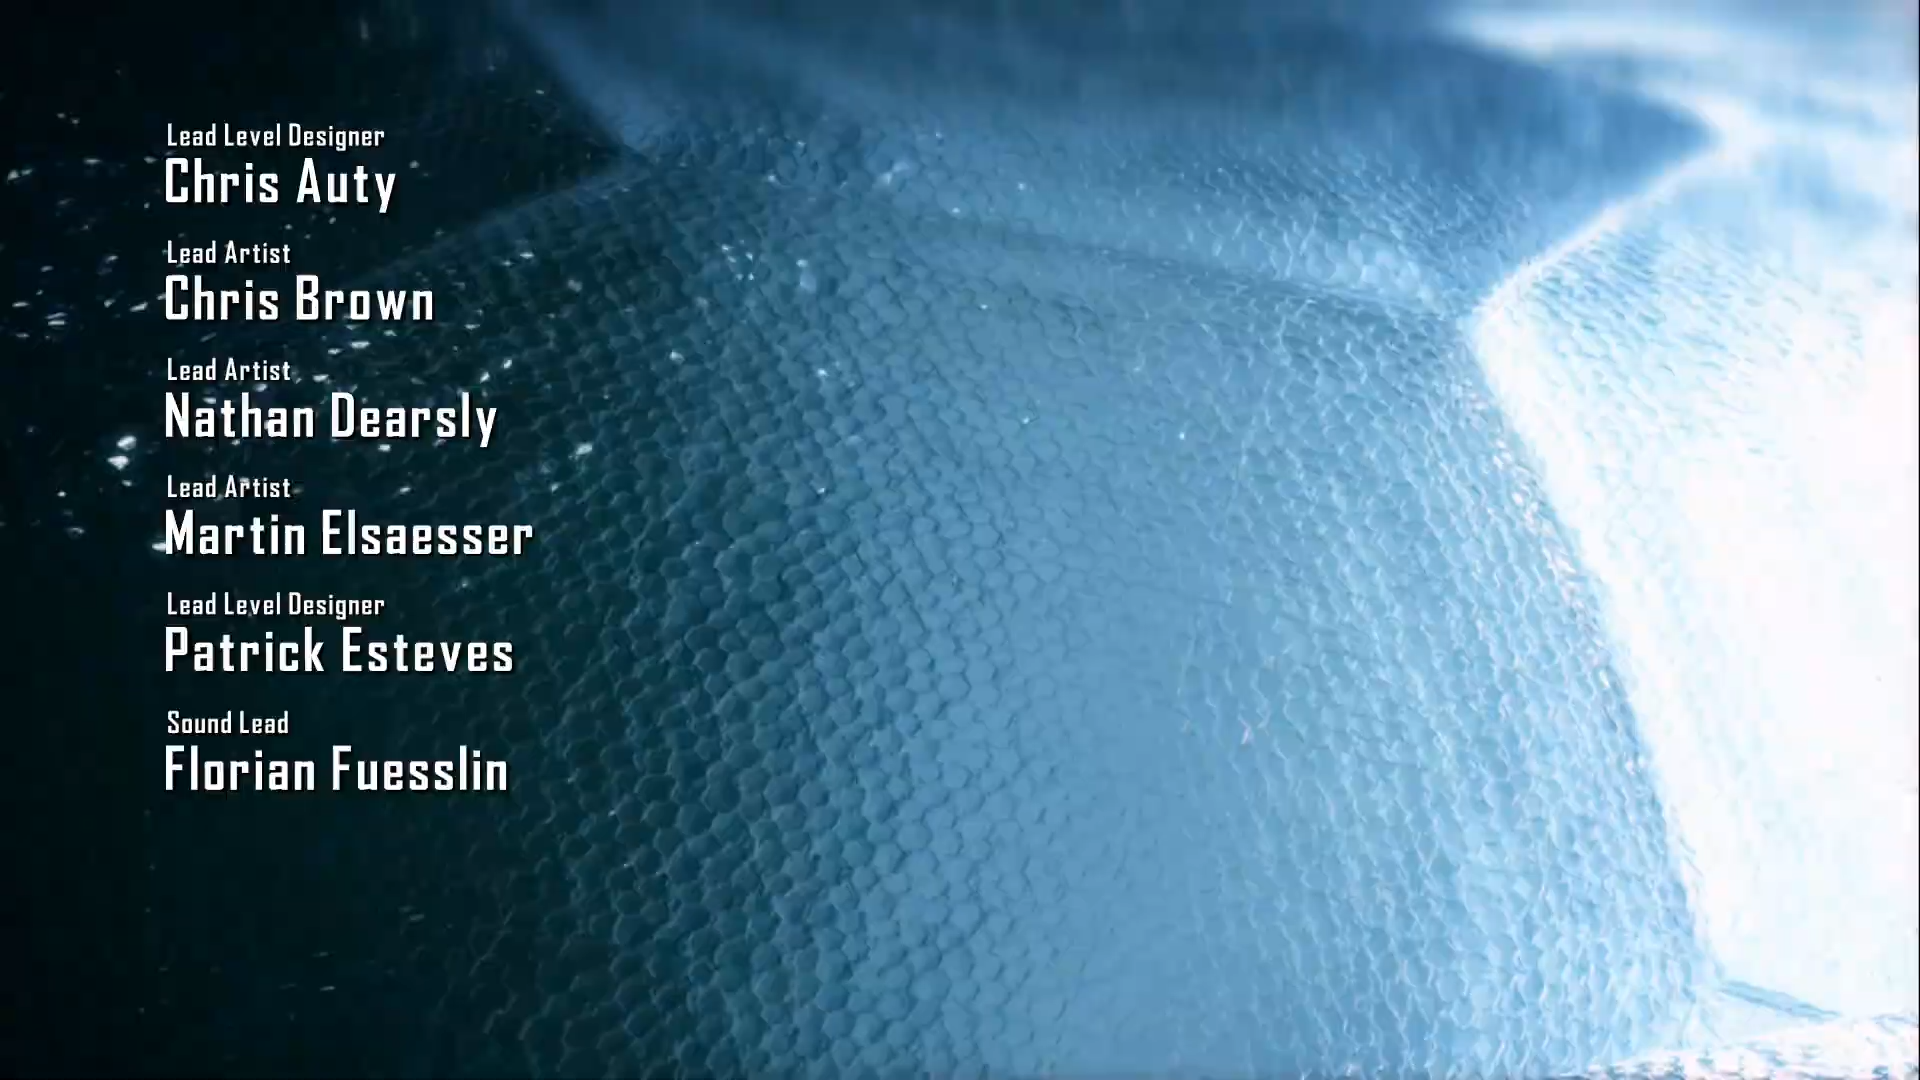 Lead Level Designer
Chris Auty
Lead Artist
Chris Brown
Lead Artist
Nathan Dearsly
Lead Artist
Martin Elsaesser
Lead Level Designer
Patrick Esteves
Sound Lead
Florian Fuesslin